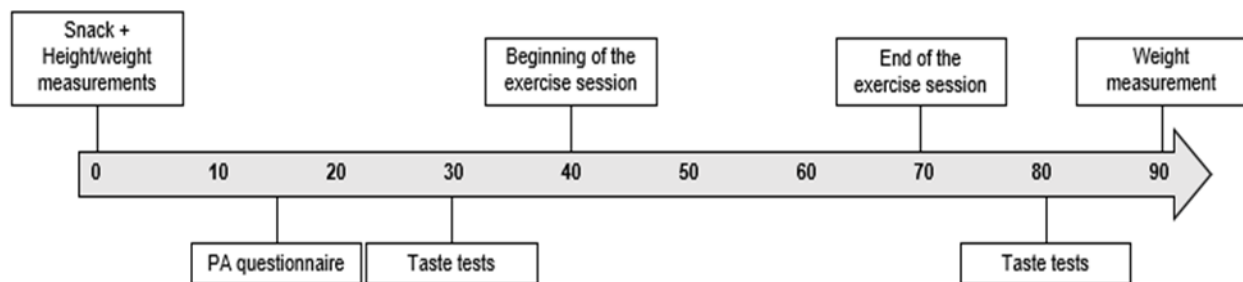 Snack +
Height/weight
measurements
Beginning of the
exercise session
End of the
exercise session
Weight
measurement
0 10 20 30 40 50 60 70 80 90
PA questionnaire
Taste tests
Taste tests